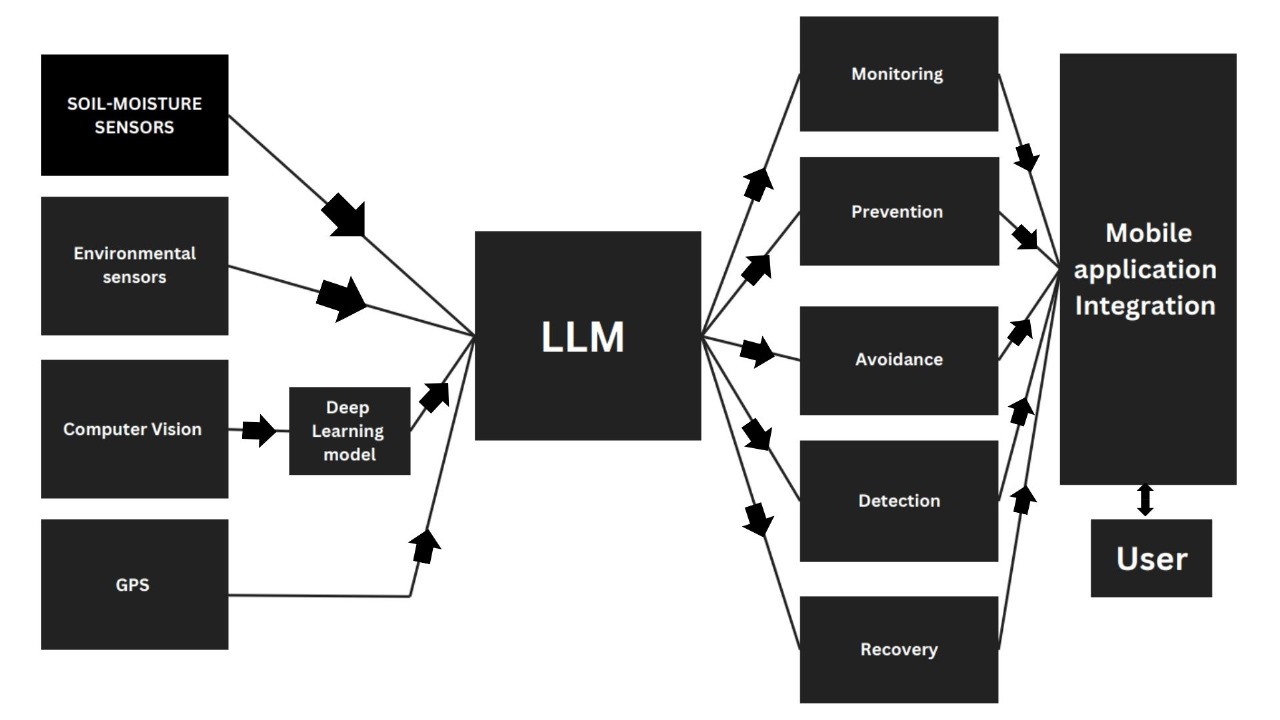 SOIL-MOISTURE
SENSORS
Environmental
sensors
Computer Vision
Deep
Learning
model
GPS
LLM
Monitoring
Prevention
Avoidance
Detection
Recovery
Mobile
application
Integration
User